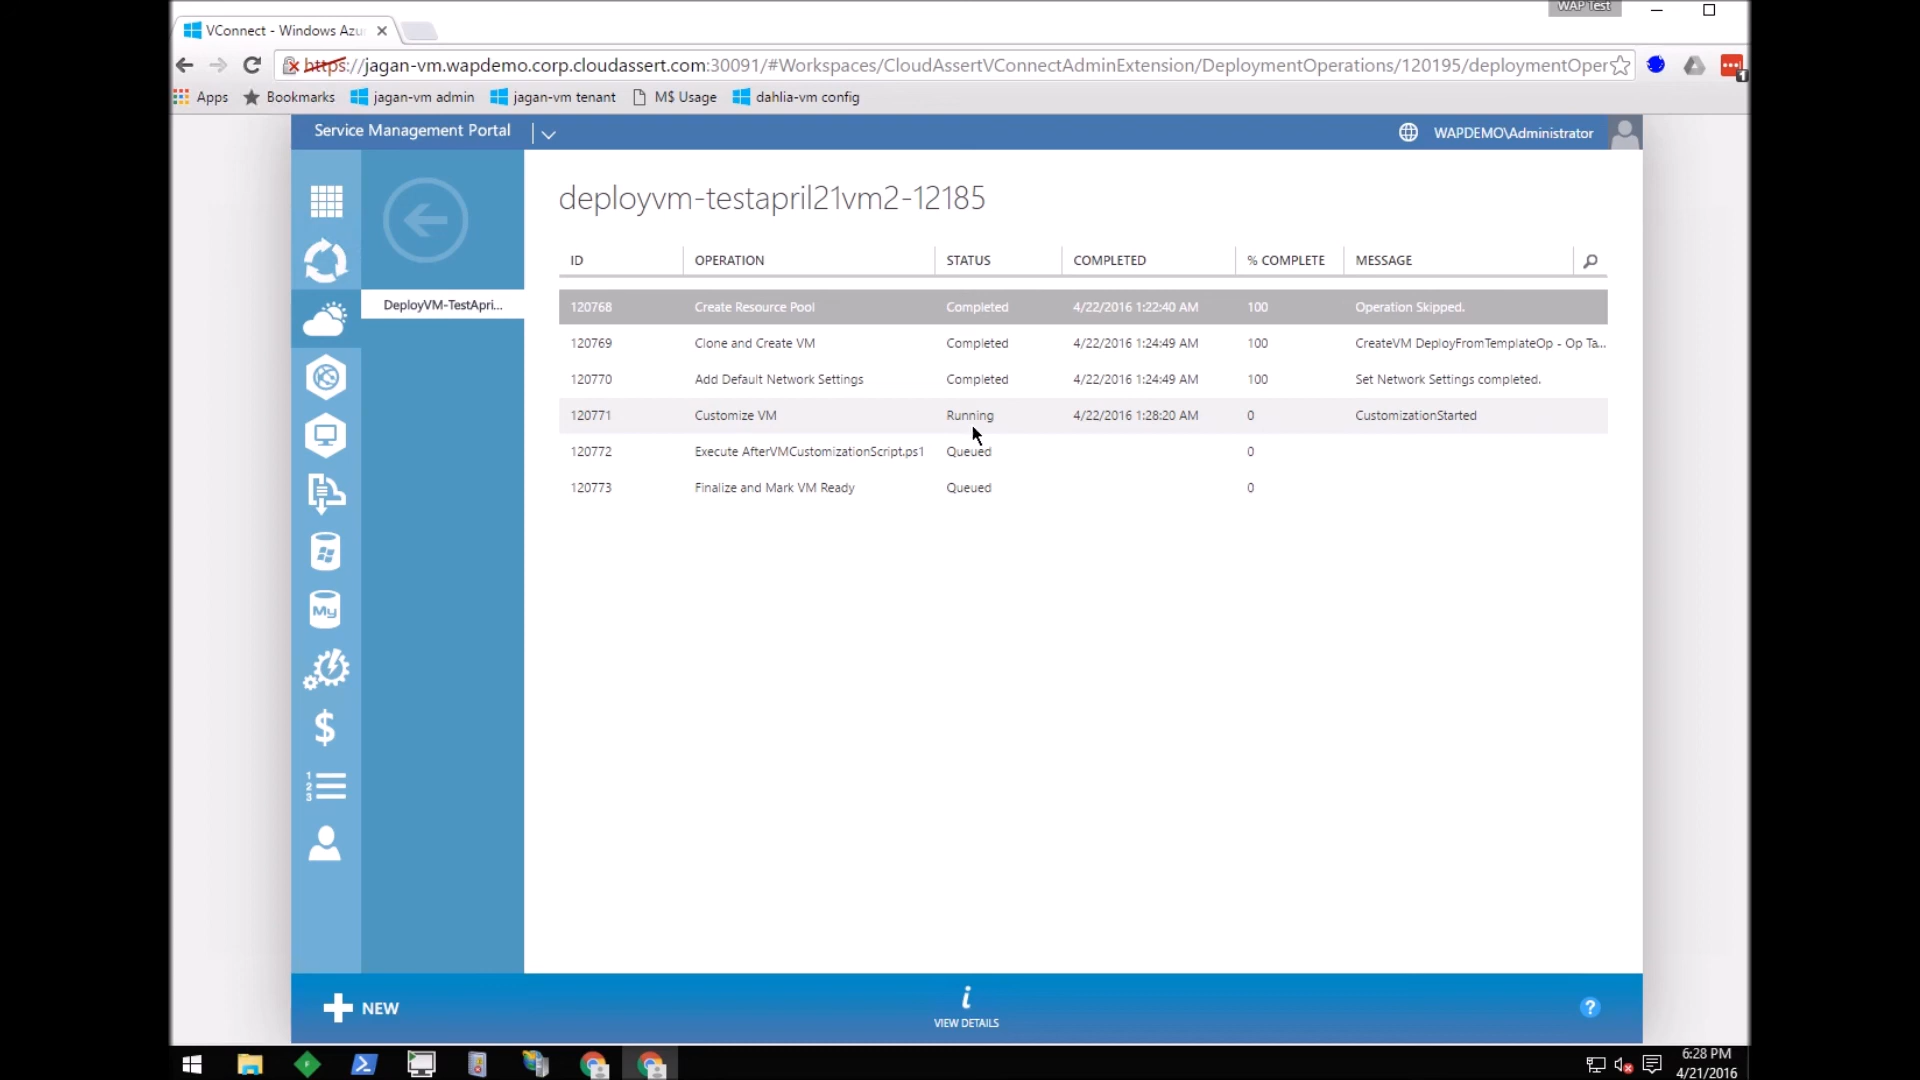 WAP Test
VConnect - Windows Azu
https://jagan-vm.wapdemo.corp.cloudassert.com:30091/#Workspaces/CloudAssertVConnectAdminExtension/DeploymentOperations/120195/deploymentOper
Apps Bookmarks jagan-vm admin jagan-vm tenant M$ Usage dahlia-vm config
Service Management Portal WAPDEMO\Administrator
deployvm-testapril21vm2-12185
ID OPERATION STATUS COMPLETED % COMPLETE MESSAGE
DeployVM-TestApri...
120768 Create Resource Pool Completed 4/22/2016 1:22:40 AM 100 Operation Skipped.
120769 Clone and Create VM Completed 4/22/2016 1:24:49 AM 100 CreateVM DeployFromTemplateOp - Op Ta...
120770 Add Default Network Settings Completed 4/22/2016 1:24:49 AM 100 Set Network Settings completed.
120771 Customize VM Running 4/22/2016 1:28:20 AM 0 CustomizationStarted
120772 Execute AfterVMCustomizationScript.ps1 Queued 0
120773 Finalize and Mark VM Ready Queued 0
My
$
1
2
3
NEW
i
VIEW DETAILS
?
6:28 PM
4/21/2016